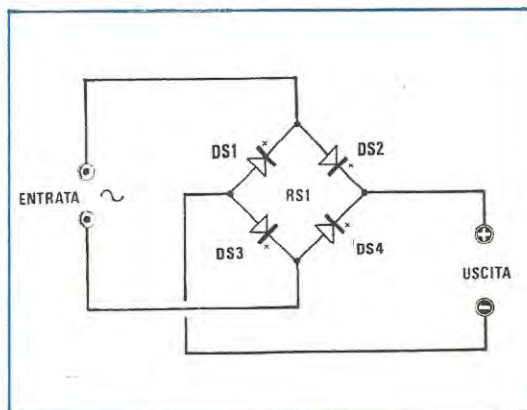 DS1
DS2
ENTRATA ~
RS1
DS3
DS4
+
USCITA
-